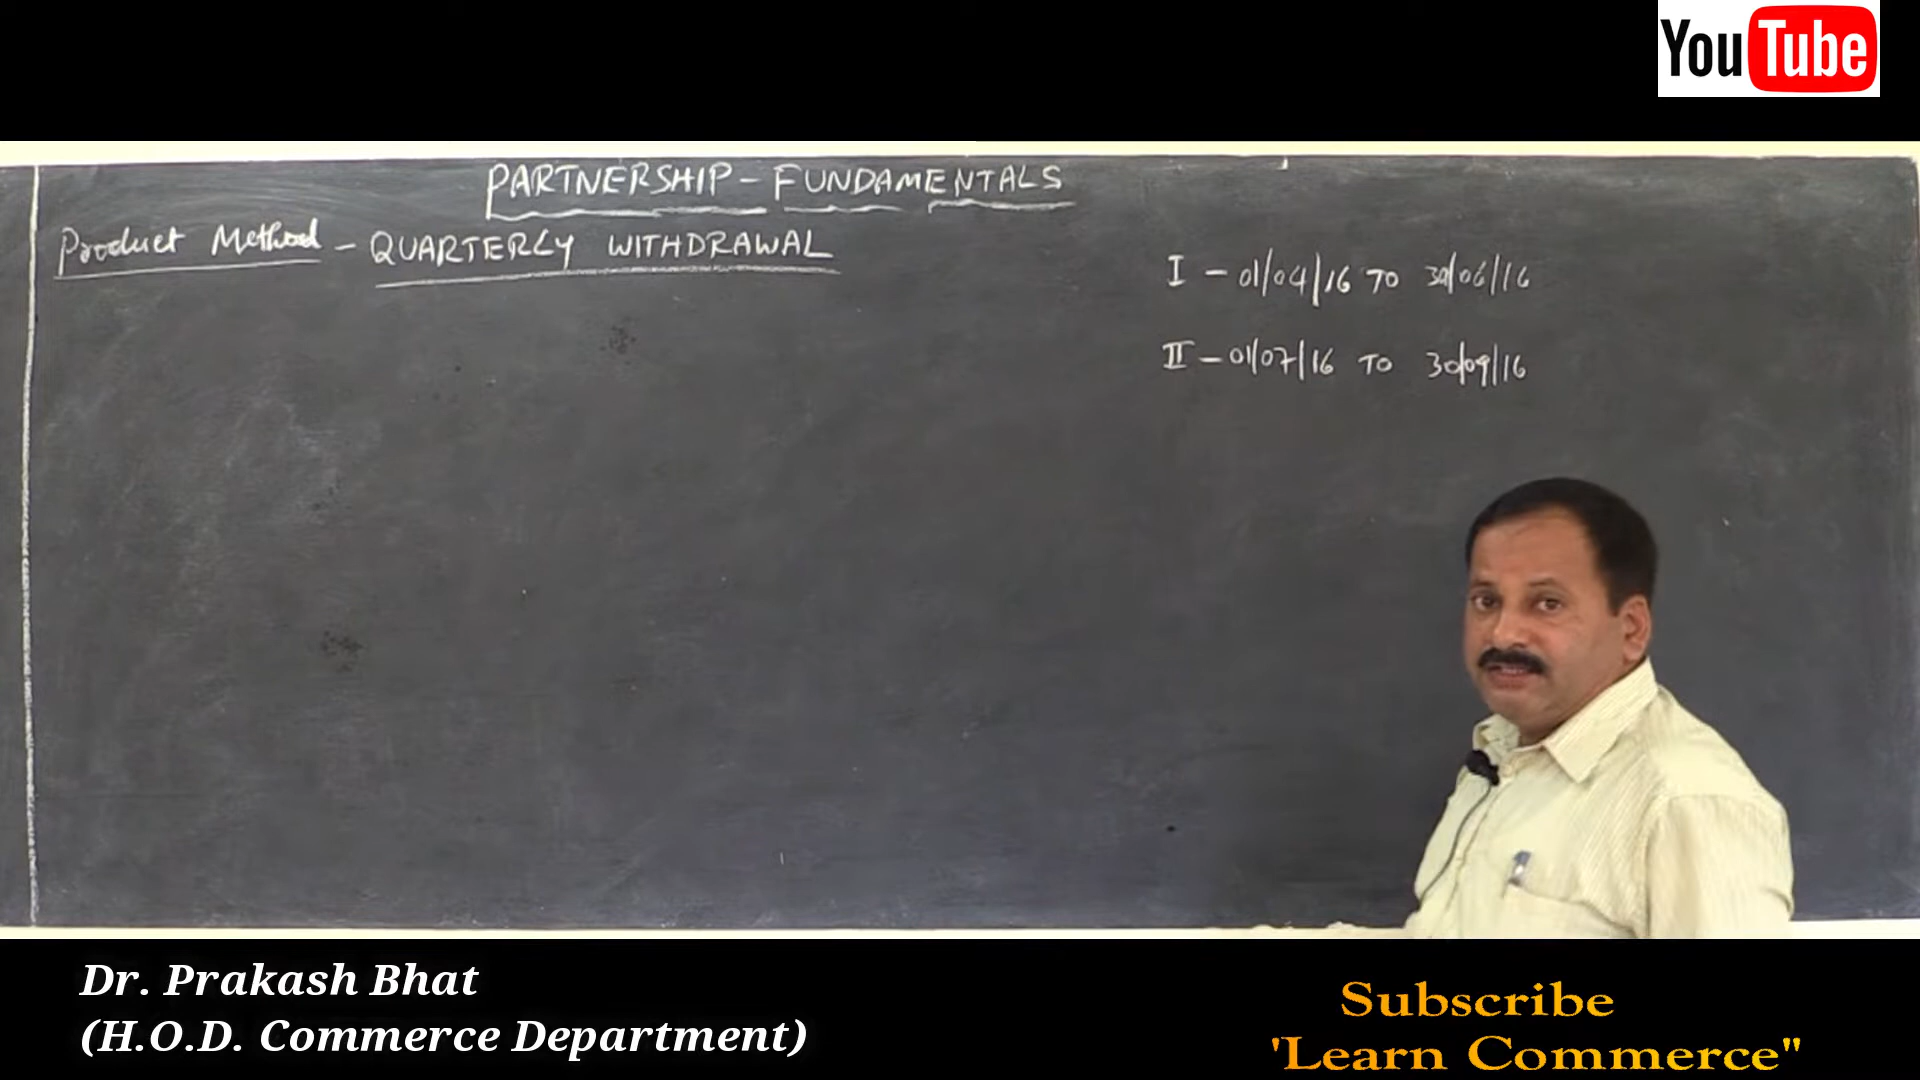 YouTube
PARTNERSHIP - FUNDAMENTALS
Product Method - QUARTERLY WITHDRAWAL
I - 01/04/16 TO 30/06/16
II - 01/07/16 TO 30/09/16
Dr. Prakash Bhat
(H.O.D. Commerce Department)
Subscribe
'Learn Commerce"